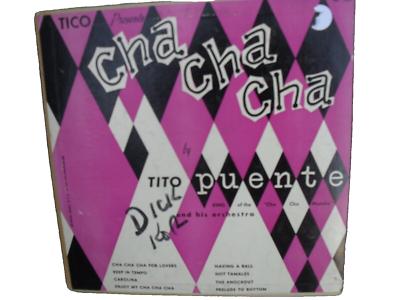 TICO Presents
cha
cha
cha
by
TITO puente
KING of the "Cha Cha Mambo"
and his orchestra
DICK
CHA CHA CHA FOR LOVERS
KEEP IN TEMPO
CAROLINA
ENJOY MY CHA CHA CHA
HAVING A BALL
HOT TAMALES
THE KNOCKOUT
PRELUDE TO RHYTHM